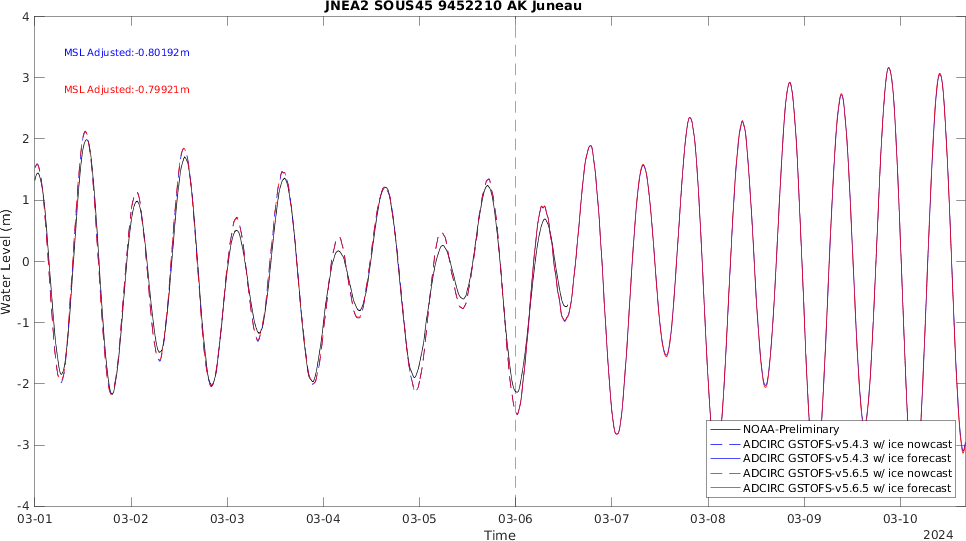 JNEA2 SOUS45 9452210 AK Juneau
MSL Adjusted:-0.80192m
MSL Adjusted:-0.79921m
Water Level (m)
4
3
2
1
0
-1
-2
-3
-4
NOAA-Preliminary
ADCIRC GSTOFS-v5.4.3 w/ ice nowcast
ADCIRC GSTOFS-v5.4.3 w/ ice forecast
ADCIRC GSTOFS-v5.6.5 w/ ice nowcast
ADCIRC GSTOFS-v5.6.5 w/ ice forecast
03-01 03-02 03-03 03-04 03-05 03-06 03-07 03-08 03-09 03-10
Time
2024